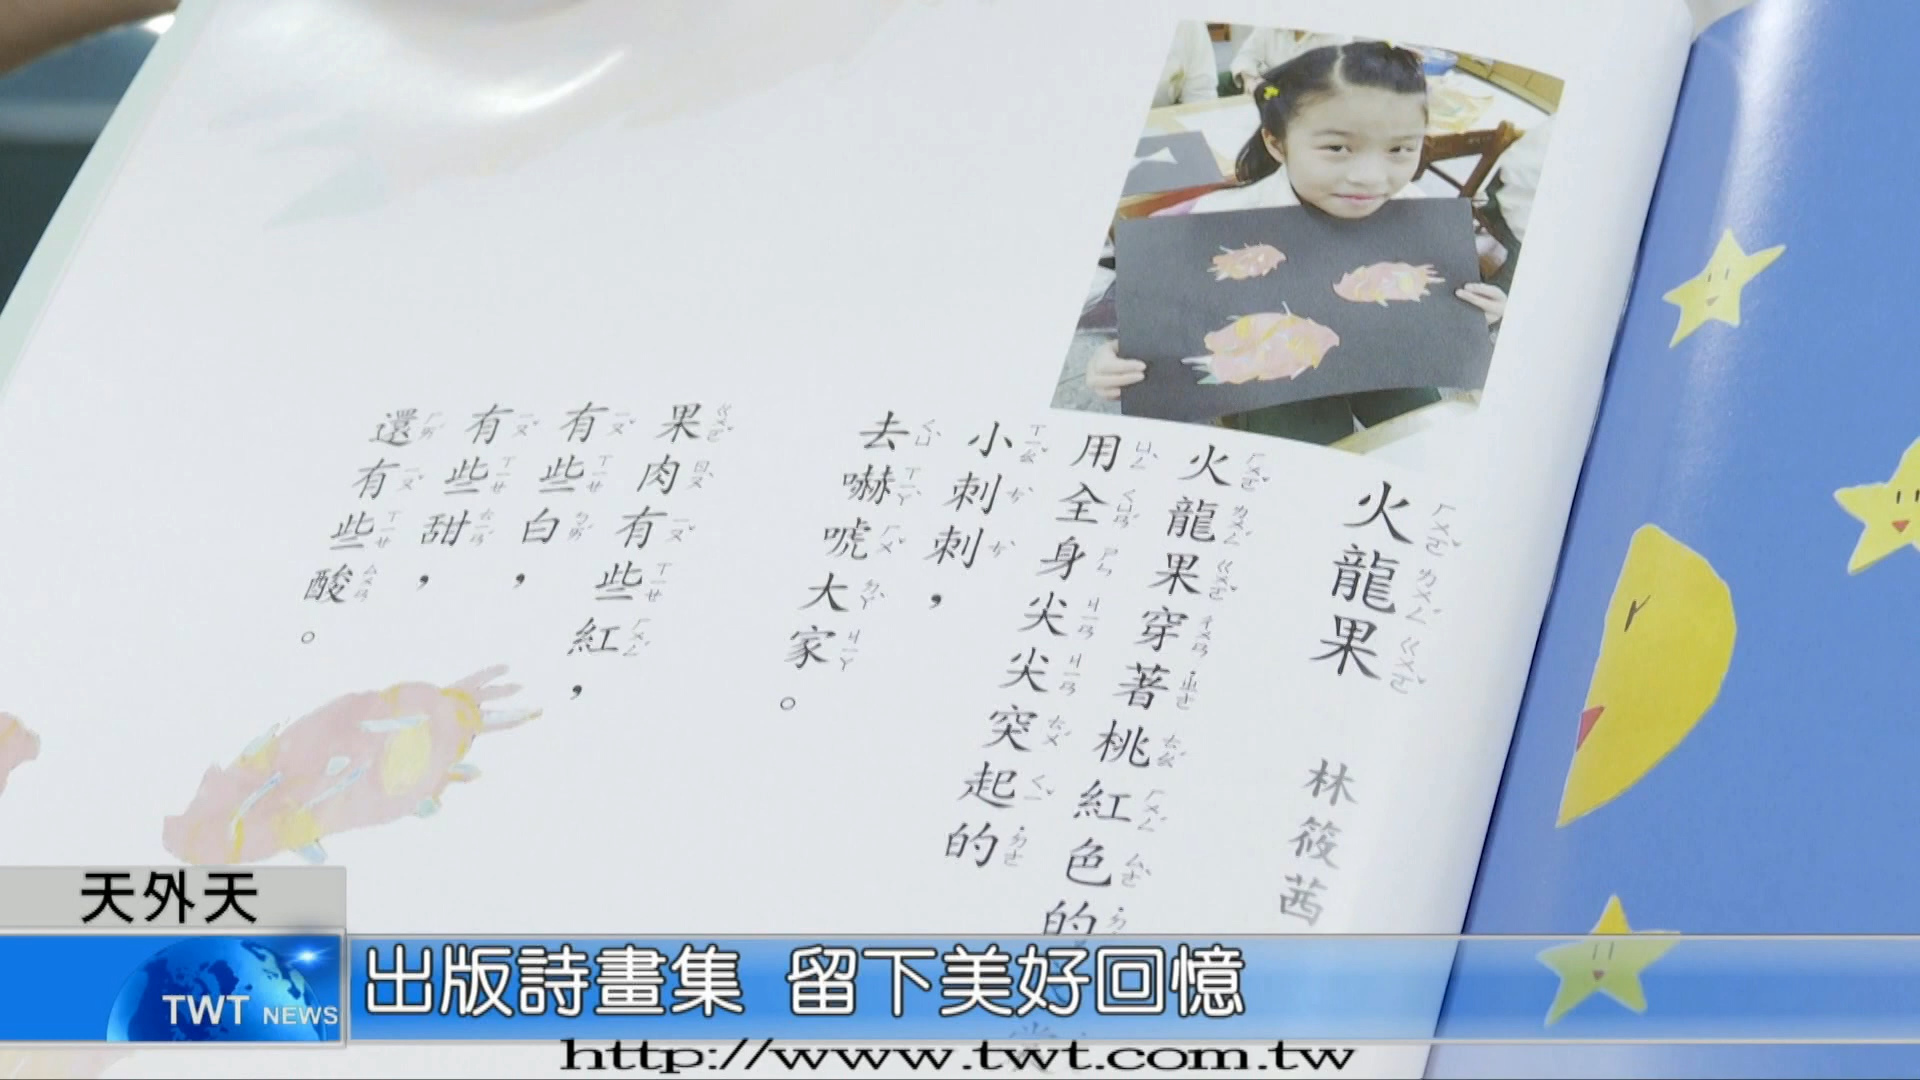 火龍果
林筱茜
火龍果穿著桃紅色的
用全身尖尖突起的
小刺刺，
去嚇唬大家。
果肉有些紅，
有些白，
有些甜，
還有些酸。
天外天
TWT NEWS
出版詩畫集 留下美好回憶
http://www.twt.com.tw